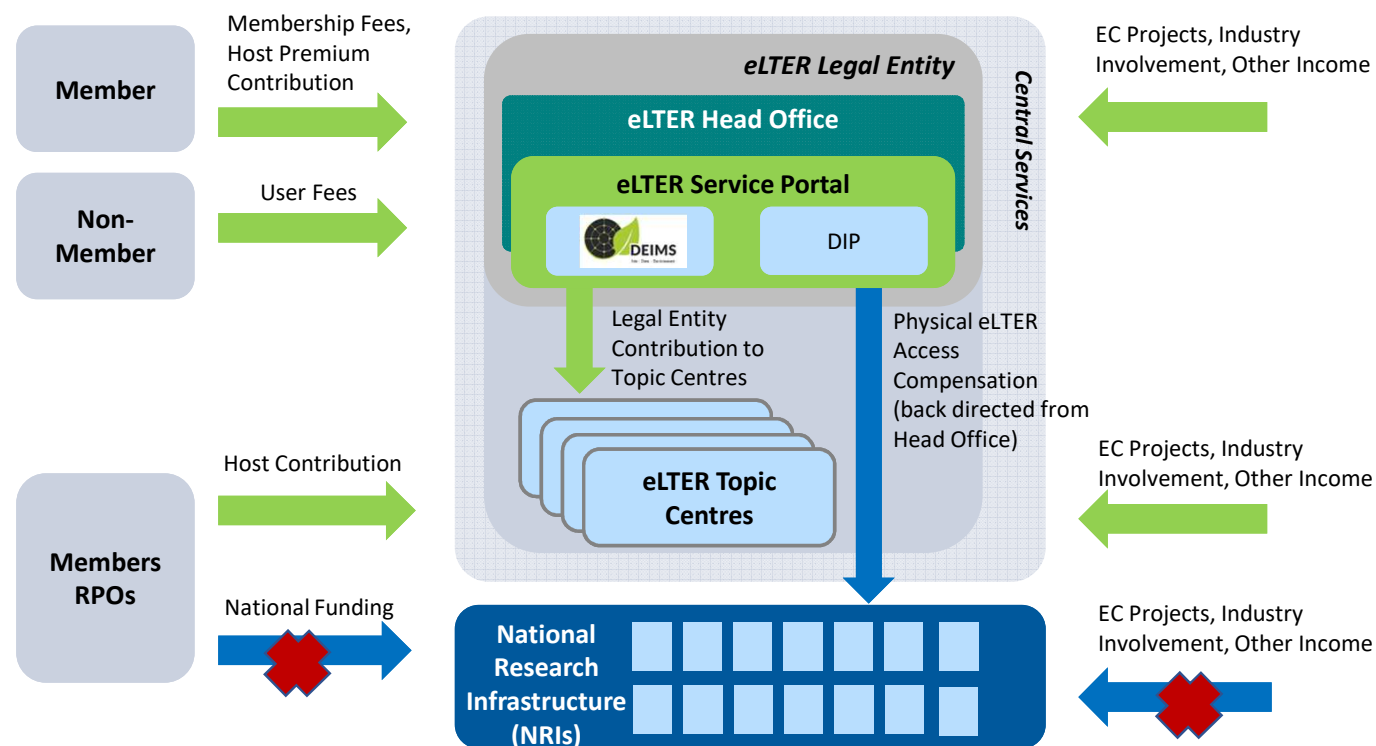 Membership Fees,
Host Premium
Contribution
Member
User Fees
Non-
Member
eLTER Legal Entity
Central Services
eLTER Head Office
eLTER Service Portal
DEIMS
DIP
EC Projects, Industry
Involvement, Other Income
Legal Entity
Contribution to
Topic Centres
Physical eLTER
Access
Compensation
(back directed from
Head Office)
Host Contribution
eLTER Topic
Centres
EC Projects, Industry
Involvement, Other Income
Members
RPOs
National Funding
National
Research
Infrastructure
(NRIs)
EC Projects, Industry
Involvement, Other Income